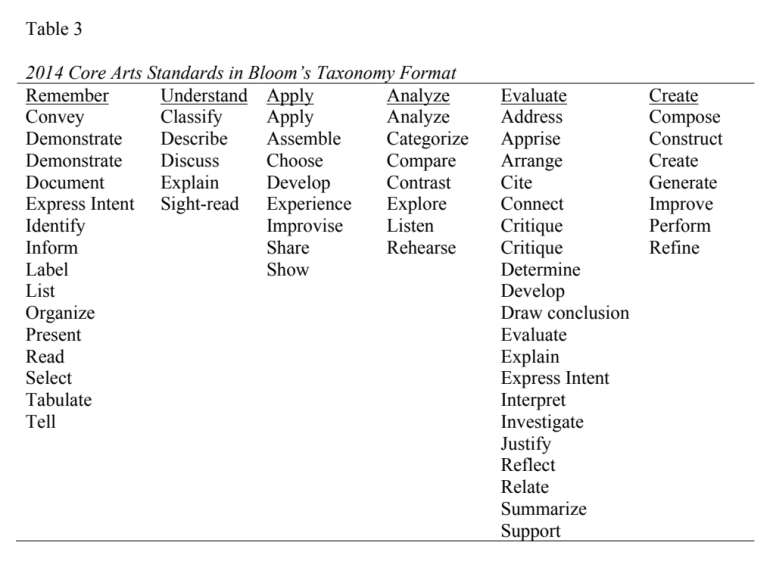 Table 3
2014 Core Arts Standards in Bloom's Taxonomy Format
Remember Understand Apply Analyze Evaluate Create
Convey Classify Apply Analyze Address Compose
Demonstrate Describe Assemble Categorize Apprise Construct
Demonstrate Discuss Choose Compare Arrange Create
Document Explain Develop Contrast Cite Generate
Express Intent Sight-read Experience Explore Connect Improve
Identify Improvise Listen Critique Perform
Inform Share Rehearse Critique Refine
Label Show Determine
List Develop
Organize Draw conclusion
Present Evaluate
Read Explain
Select Express Intent
Tabulate Interpret
Tell Investigate
Justify
Reflect
Relate
Summarize
Support